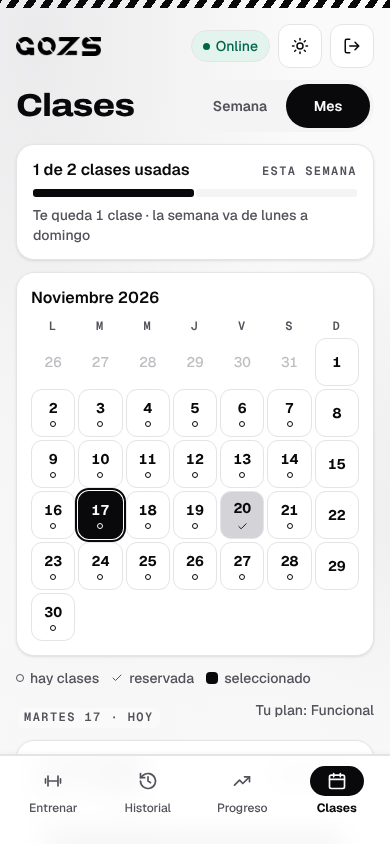 GOZS
Online
Clases
Semana
Mes
1 de 2 clases usadas
ESTA SEMANA
Te queda 1 clase · la semana va de lunes a
domingo
Noviembre 2026
L M M J V S D
26 27 28 29 30 31 1
2 3 4 5 6 7 8
9 10 11 12 13 14 15
16 17 18 19 20 21 22
23 24 25 26 27 28 29
30
hay clases
reservada
seleccionado
MARTES 17 · HOY
Tu plan: Funcional
Entrenar
Historial
Progreso
Clases